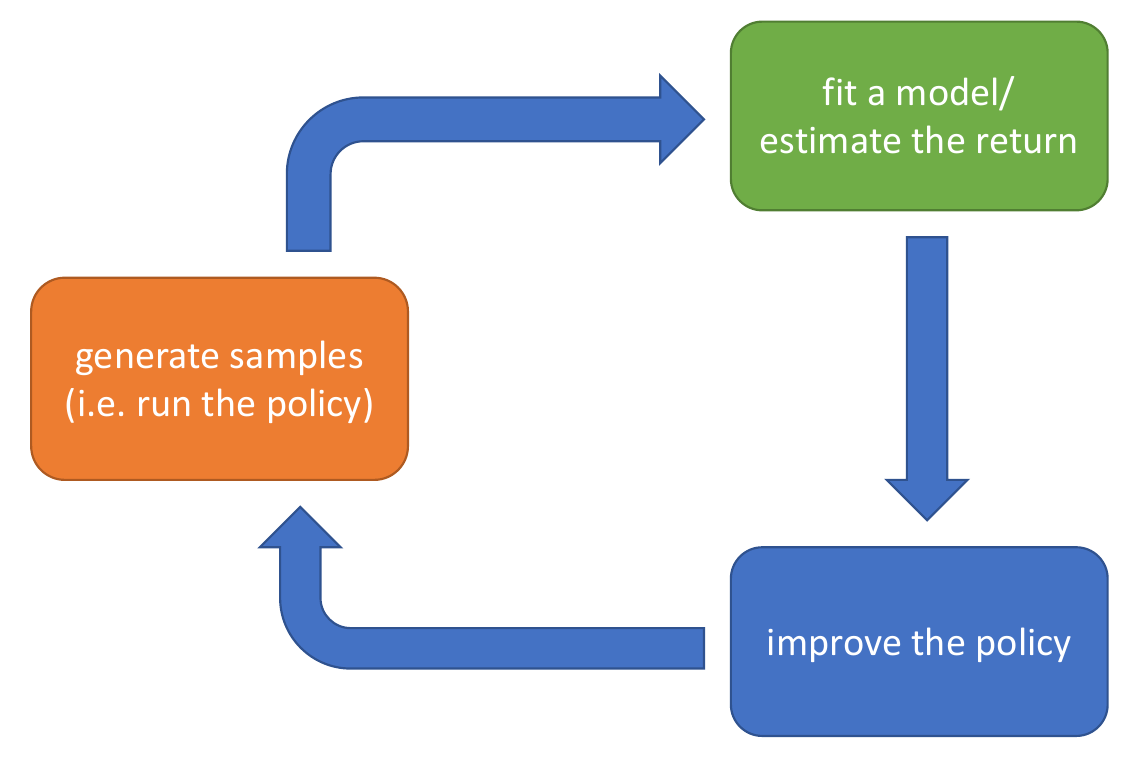 fit a model/
estimate the return
generate samples
(i.e. run the policy)
improve the policy